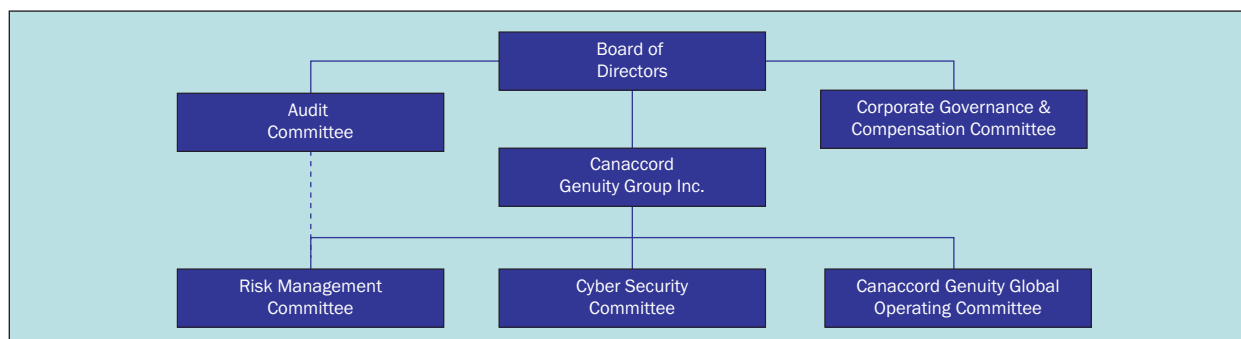 Board of
Directors
Audit
Committee
Corporate Governance &
Compensation Committee
Canaccord
Genuity Group Inc.
Risk Management
Committee
Cyber Security
Committee
Canaccord Genuity Global
Operating Committee